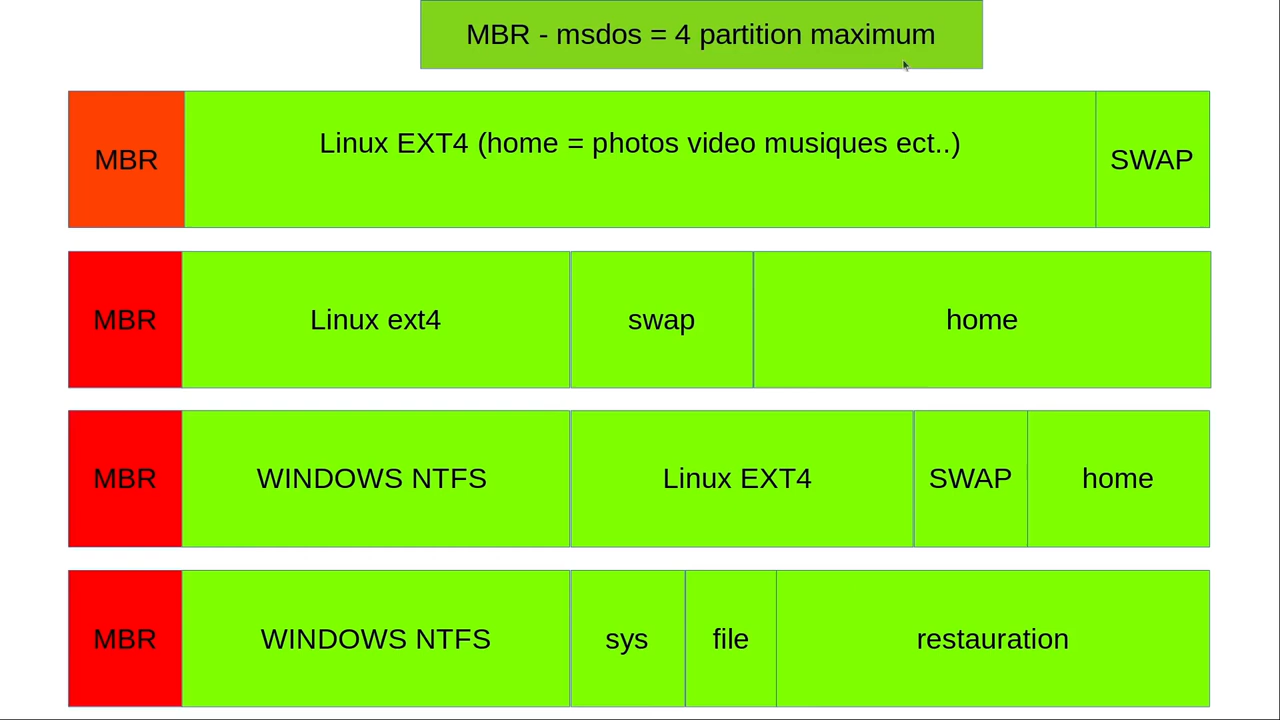 MBR - msdos = 4 partition maximum
MBR
Linux EXT4 (home = photos video musiques ect..)
SWAP
MBR
Linux ext4
swap
home
MBR
WINDOWS NTFS
Linux EXT4
SWAP
home
MBR
WINDOWS NTFS
sys
file
restauration